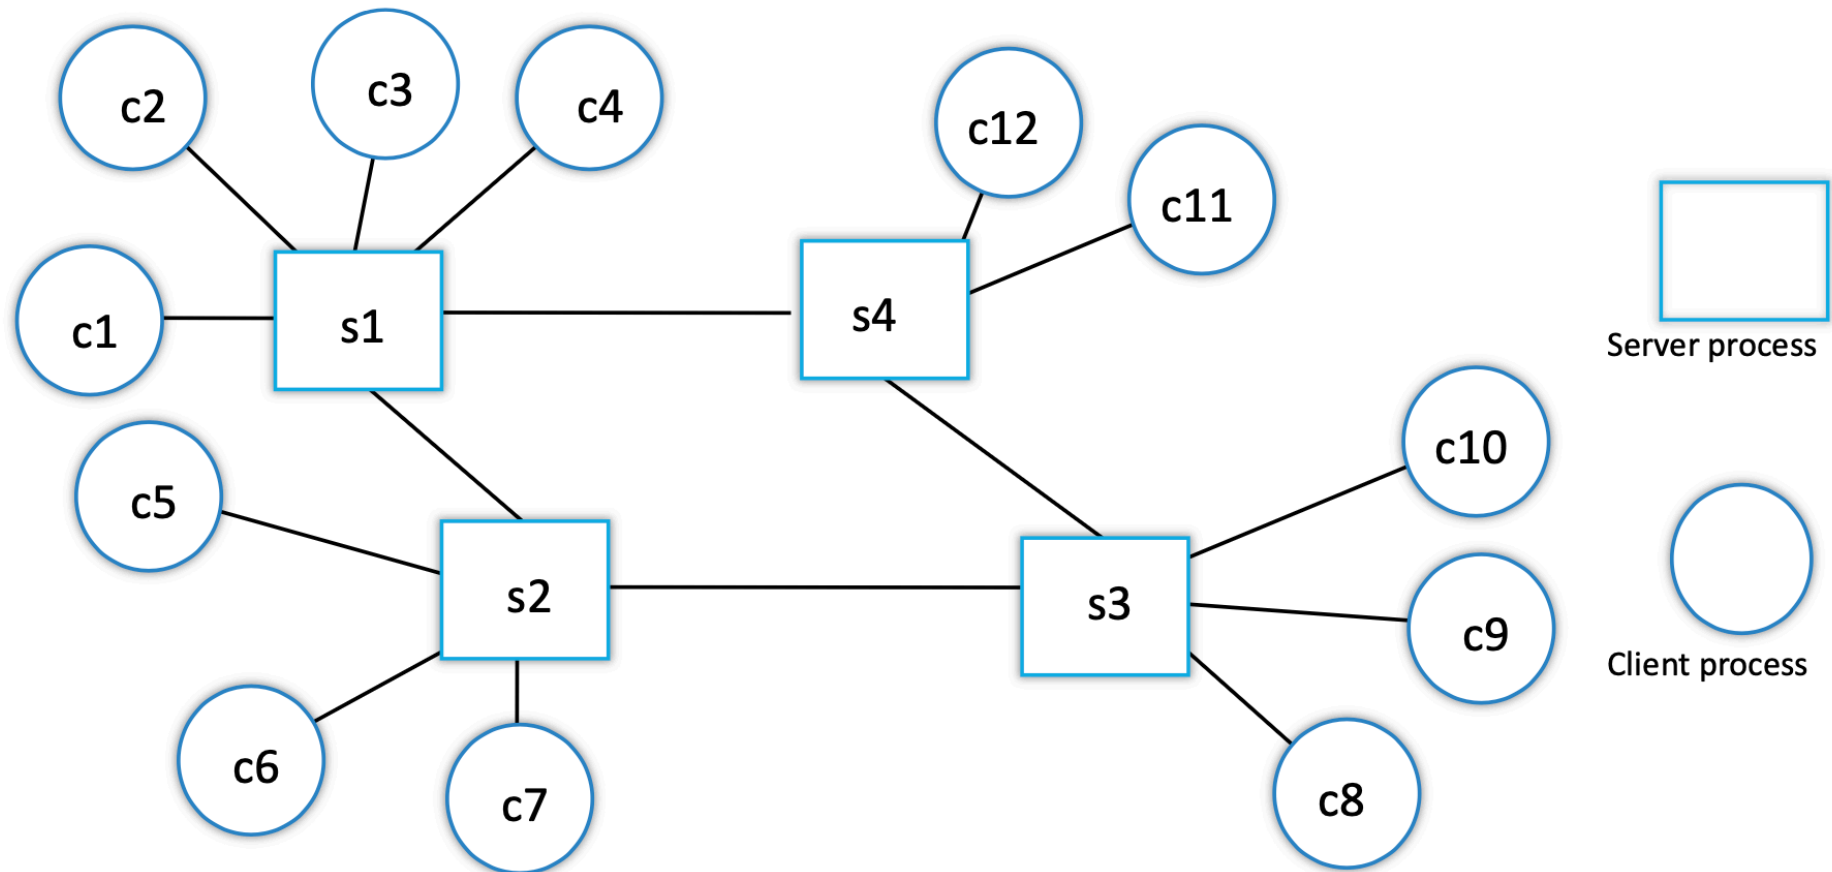 c2
c3
c4
c12
c11
c1
s1
s4
Server process
c10
c5
s2
s3
c9
Client process
c6
c7
c8